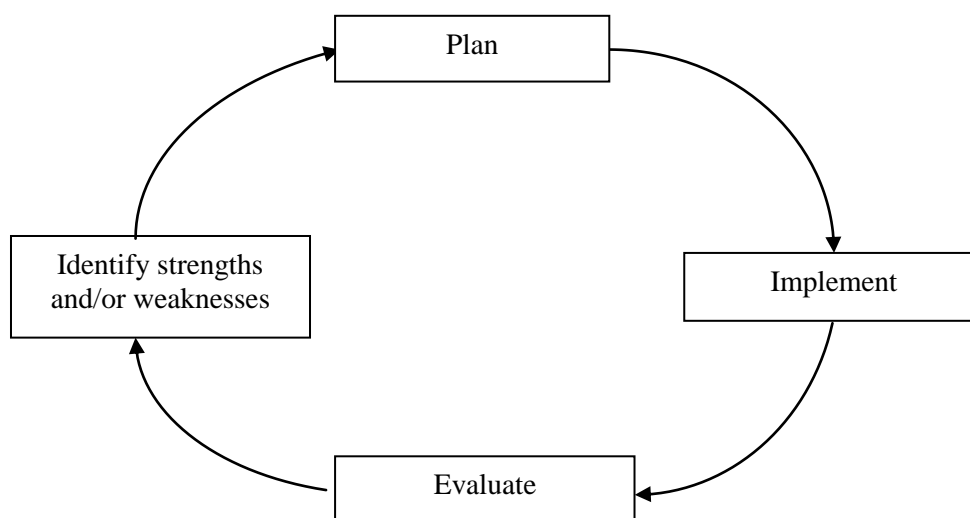 Plan
Implement
Evaluate
Identify strengths
and/or weaknesses